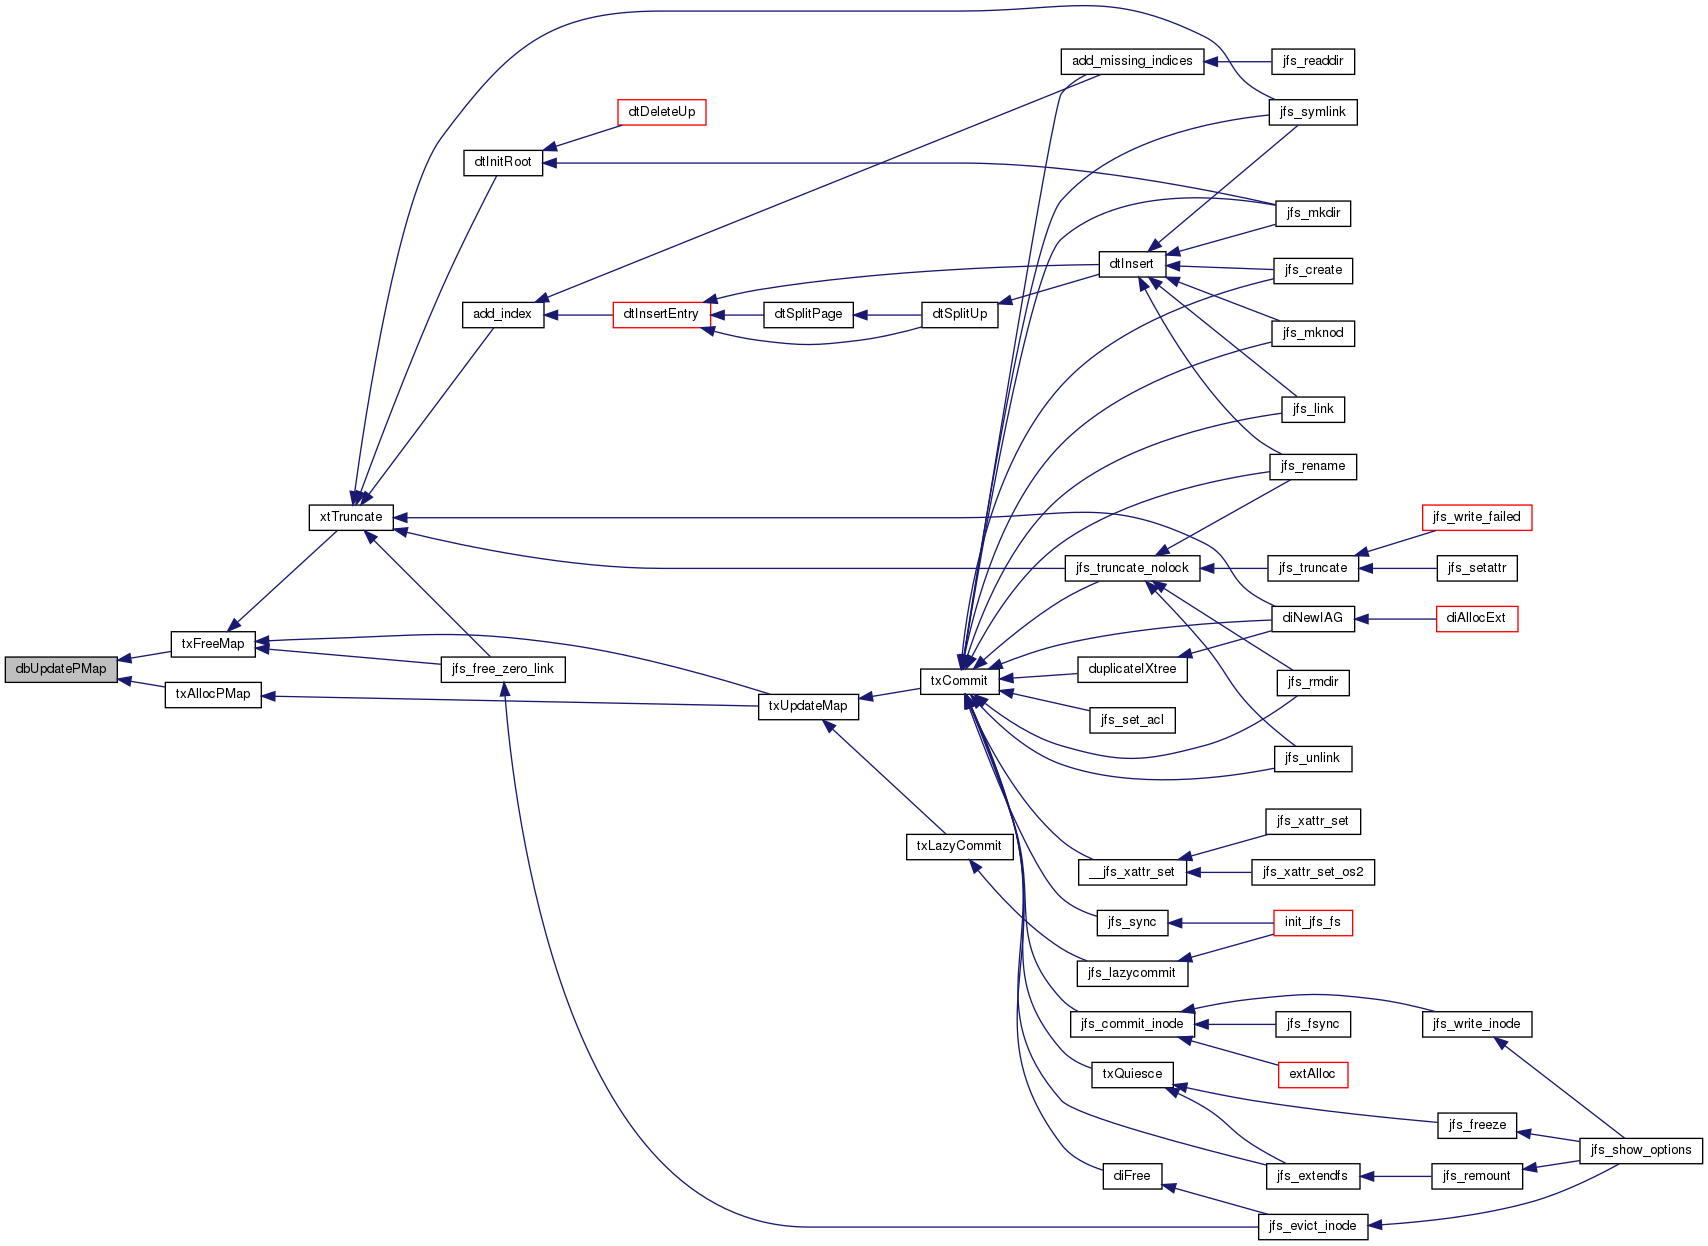 add_missing_indices
jfs_readdir
dtDeleteUp
jfs_symlink
dtInitRoot
jfs_mkdir
dtInsert
jfs_create
add_index
dtInsertEntry
dtSplitPage
dtSplitUp
jfs_mknod
jfs_link
jfs_rename
xtTruncate
jfs_write_failed
jfs_truncate_nolock
jfs_truncate
jfs_setattr
diNewIAG
diAllocExt
txFreeMap
dbUpdatePMap
jfs_free_zero_link
duplicateIXtree
txCommit
jfs_rmdir
txAllocPMap
txUpdateMap
jfs_set_acl
jfs_unlink
jfs_xattr_set
txLazyCommit
__jfs_xattr_set
jfs_xattr_set_os2
jfs_sync
init_jfs_fs
jfs_lazycommit
jfs_commit_inode
jfs_fsync
jfs_write_inode
txQuiesce
extAlloc
jfs_freeze
jfs_show_options
diFree
jfs_extendfs
jfs_remount
jfs_evict_inode